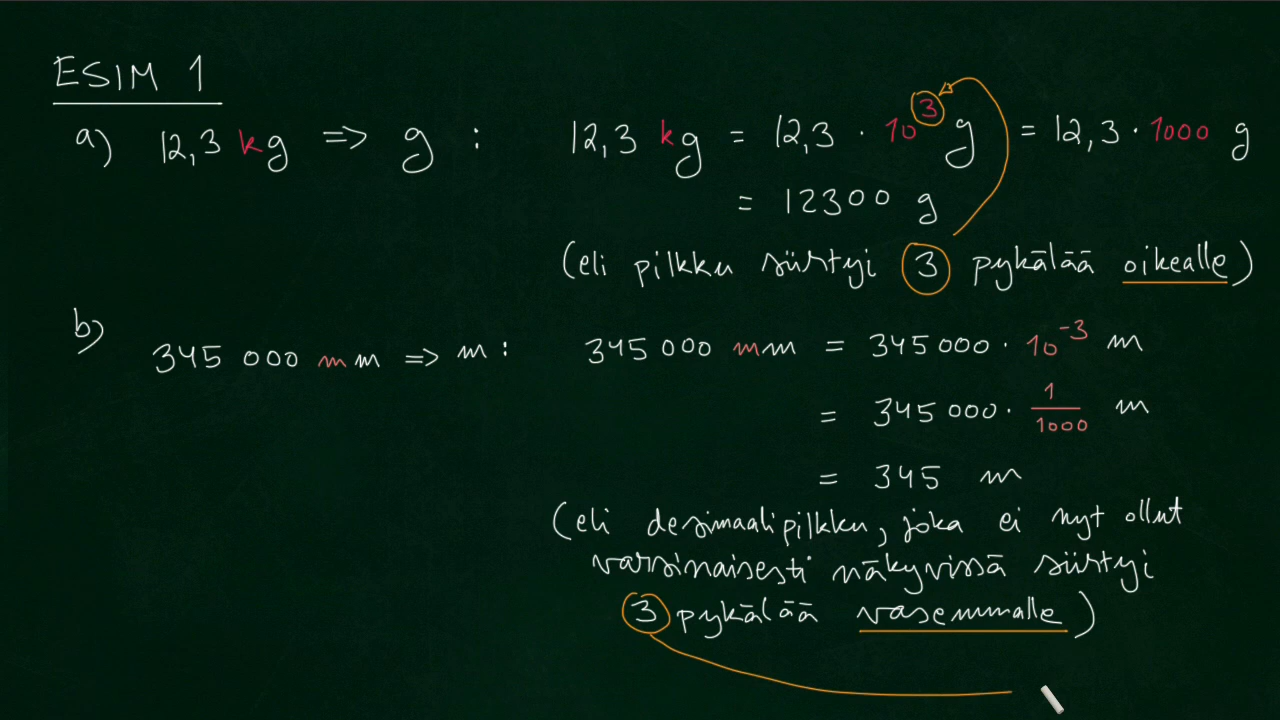 ESIM 1
a) 12,3 kg => g : 12,3 kg = 12,3 · 10³ g = 12,3 · 1000 g
= 12300 g
(eli pilkku siirtyi 3 pykälää oikealle)
b) 345 000 mm => m : 345 000 mm = 345000 · 10⁻³ m
= 345 000 · 1/1000 m
= 345 m
(eli desimaalipilkku, joka ei nyt ollut
varsinaisesti näkyvissä siirtyi
3 pykälää vasemmalle)